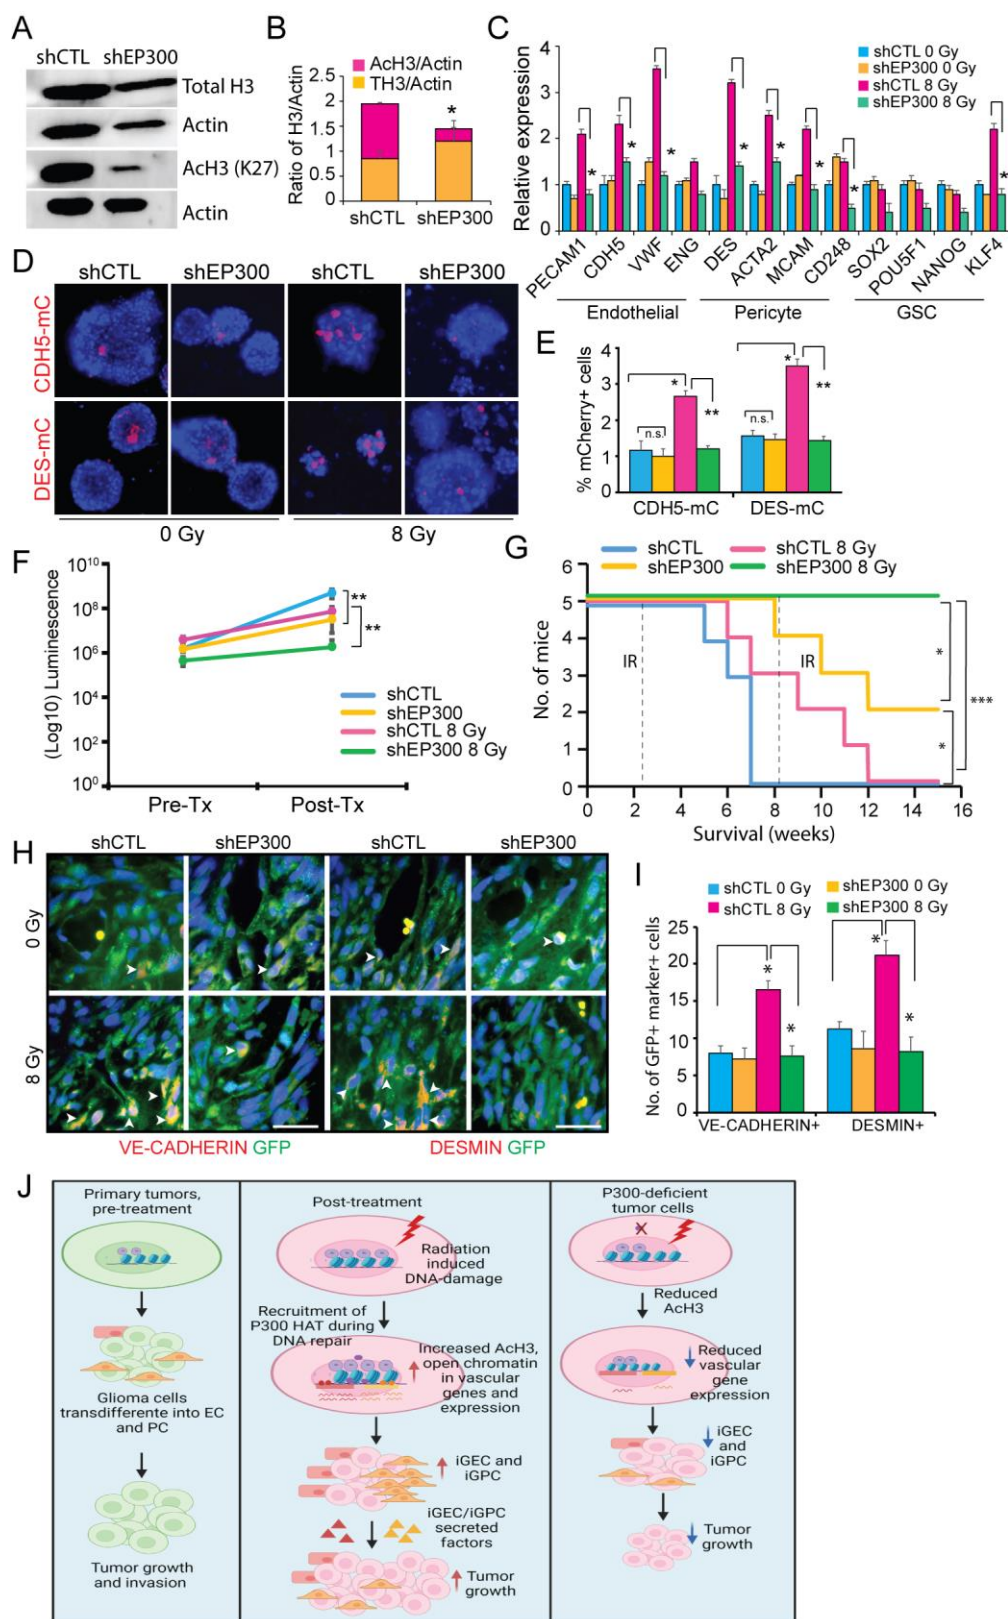 A
shCTL shEP300
Total H3
Actin
AcH3 (K27)
Actin
B
AcH3/Actin
TH3/Actin
Ratio of H3/Actin
2.5
2
1.5
1
0.5
0
*
shCTL shEP300
C
Relative expression
4
3
2
1
0
shCTL 0 Gy
shEP300 0 Gy
shCTL 8 Gy
shEP300 8 Gy
* * * * * * * *
PECAM1 CDH5 VWF ENG DES ACTA2 MCAM CD248 SOX2 POU5F1 NANOG KLF4
Endothelial Pericyte GSC
D
shCTL shEP300 shCTL shEP300
CDH5-mC
DES-mC
0 Gy 8 Gy
E
% mCherry+ cells
4
3
2
1
0
n.s. * ** n.s. * **
CDH5-mC DES-mC
F
(Log10) Luminescence
10¹⁰
10⁸
10⁶
10⁴
10²
10⁰
**
**
shCTL
shEP300
shCTL 8 Gy
shEP300 8 Gy
Pre-Tx Post-Tx
G
shCTL shCTL 8 Gy
shEP300 shEP300 8 Gy
No. of mice
6
5
4
3
2
1
0
IR IR
*
***
*
0 2 4 6 8 10 12 14 16
Survival (weeks)
H
shCTL shEP300 shCTL shEP300
0 Gy
8 Gy
VE-CADHERIN GFP DESMIN GFP
I
shCTL 0 Gy shEP300 0 Gy
shCTL 8 Gy shEP300 8 Gy
No. of GFP+ marker+ cells
25
20
15
10
5
0
* * * *
VE-CADHERIN+ DESMIN+
J
Primary tumors,
pre-treatment
Glioma cells
transdifferente into EC
and PC
Tumor growth
and invasion
Post-treatment
Radiation
induced
DNA-damage
Recruitment of
P300 HAT during
DNA repair
Increased AcH3,
open chromatin
in vascular
genes and
expression
iGEC and
iGPC
iGEC/iGPC
secreted
factors
Tumor
growth
P300-deficient
tumor cells
X
Reduced
AcH3
Reduced
vascular
gene
expression
iGEC
and
iGPC
Tumor
growth